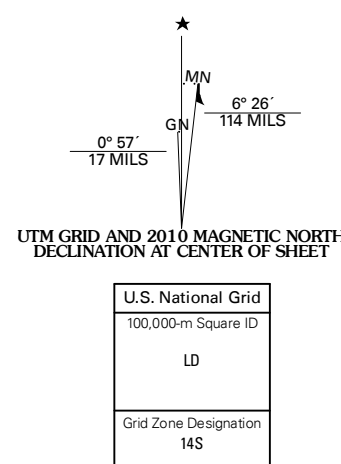 MN
GN
6° 26´
114 MILS
0° 57´
17 MILS
UTM GRID AND 2010 MAGNETIC NORTH
DECLINATION AT CENTER OF SHEET
U.S. National Grid
100,000-m Square ID
LD
Grid Zone Designation
14S